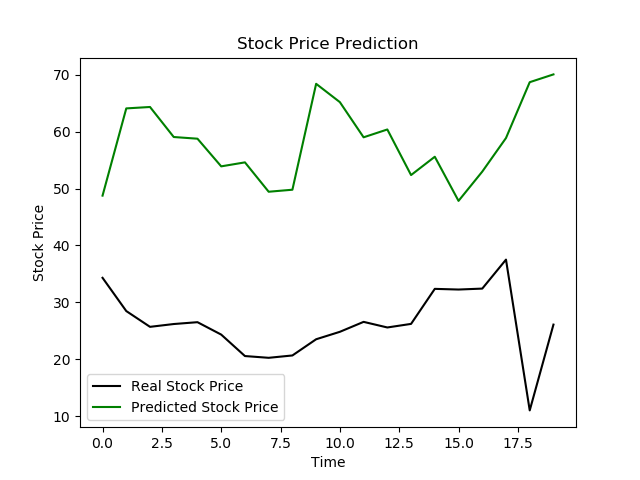 Stock Price Prediction
70
60
50
40
30
20
10
Stock Price
Real Stock Price
Predicted Stock Price
0.0 2.5 5.0 7.5 10.0 12.5 15.0 17.5
Time